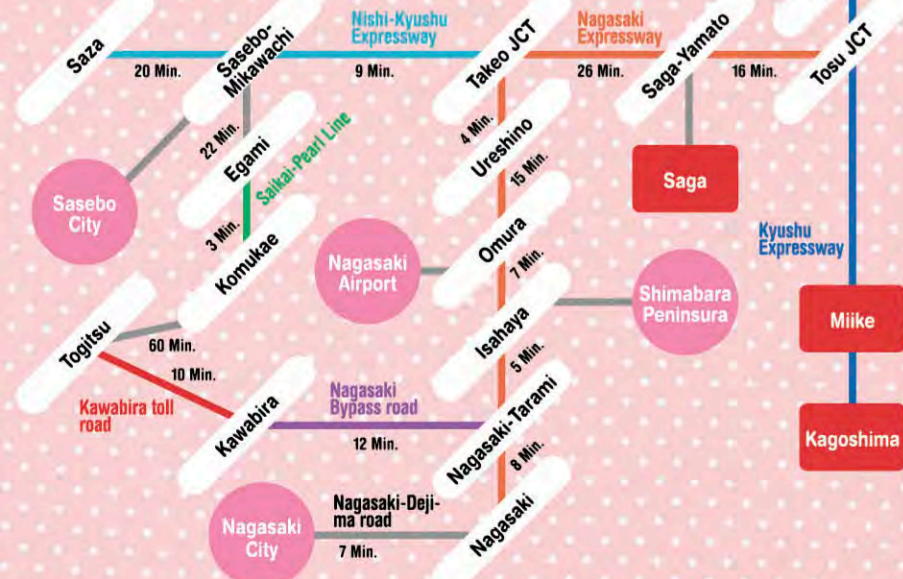 Nishi-Kyushu
Expressway
Nagasaki
Expressway
Saza
20 Min.
Sasebo-
Mikawachi
9 Min.
Takeo JCT
26 Min.
Saga-Yamato
16 Min.
Tosu JCT
22 Min.
Egami
Saikai-Pearl Line
4 Min.
Ureshino
15 Min.
Saga
Sasebo
City
3 Min.
Komukae
Nagasaki
Airport
Omura
7 Min.
Kyushu
Expressway
Shimabara
Peninsura
Isahaya
Miike
Togitsu
60 Min.
10 Min.
5 Min.
Kawabira toll
road
Kawabira
Nagasaki
Bypass road
12 Min.
Nagasaki-Tarami
Kagoshima
8 Min.
Nagasaki
City
Nagasaki-Deji-
ma road
7 Min.
Nagasaki